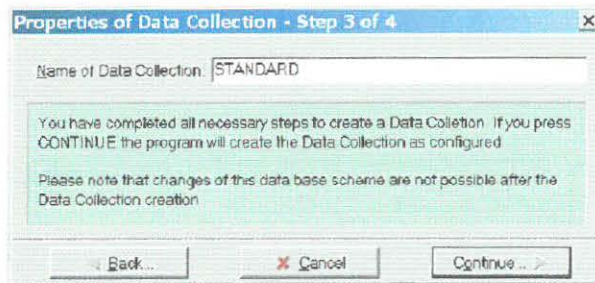 Properties of Data Collection - Step 3 of 4
Name of Data Collection: STANDARD
You have completed all necessary steps to create a Data Colletion. If you press
CONTINUE the program will create the Data Collection as configured.
Please note that changes of this data base scheme are not possible after the
Data Collection creation
Back...
Cancel
Continue...